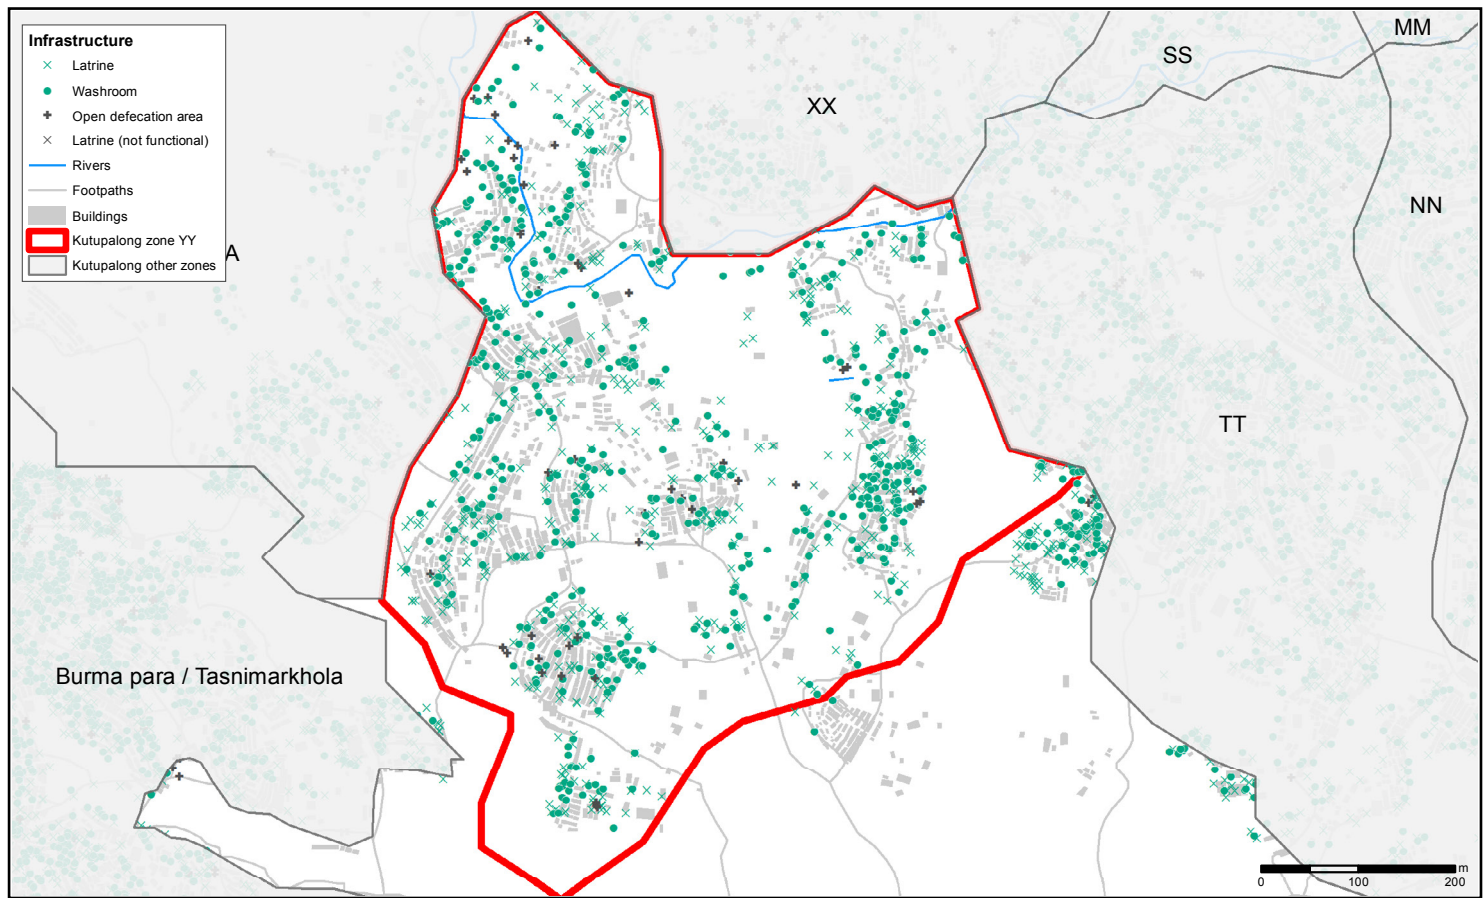 Infrastructure
Latrine
Washroom
Open defecation area
Latrine (not functional)
Rivers
Footpaths
Buildings
Kutupalong zone YY
Kutupalong other zones
MM
SS
XX
NN
A
TT
Burma para / Tasnimarkhola
m
0 100 200